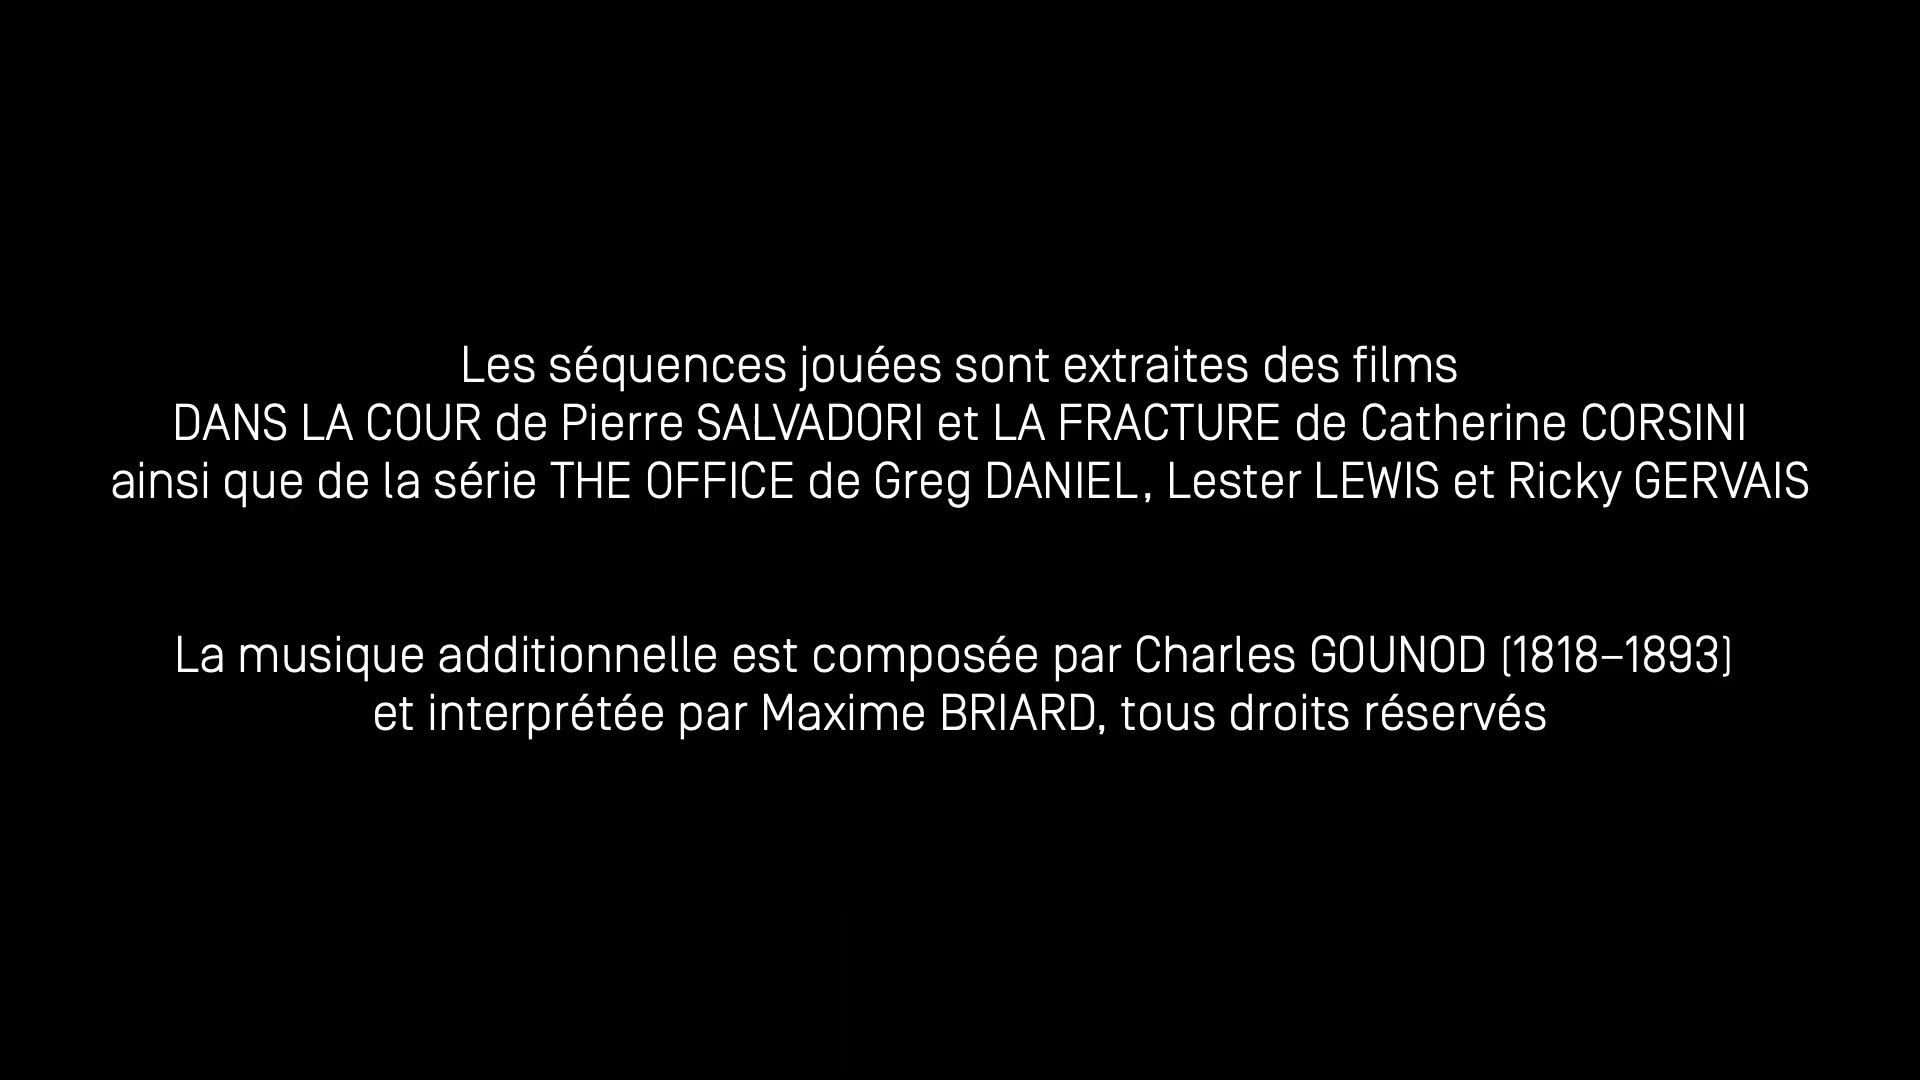 Les séquences jouées sont extraites des films
DANS LA COUR de Pierre SALVADORI et LA FRACTURE de Catherine CORSINI
ainsi que de la série THE OFFICE de Greg DANIEL, Lester LEWIS et Ricky GERVAIS
La musique additionnelle est composée par Charles GOUNOD (1818–1893)
et interprétée par Maxime BRIARD, tous droits réservés